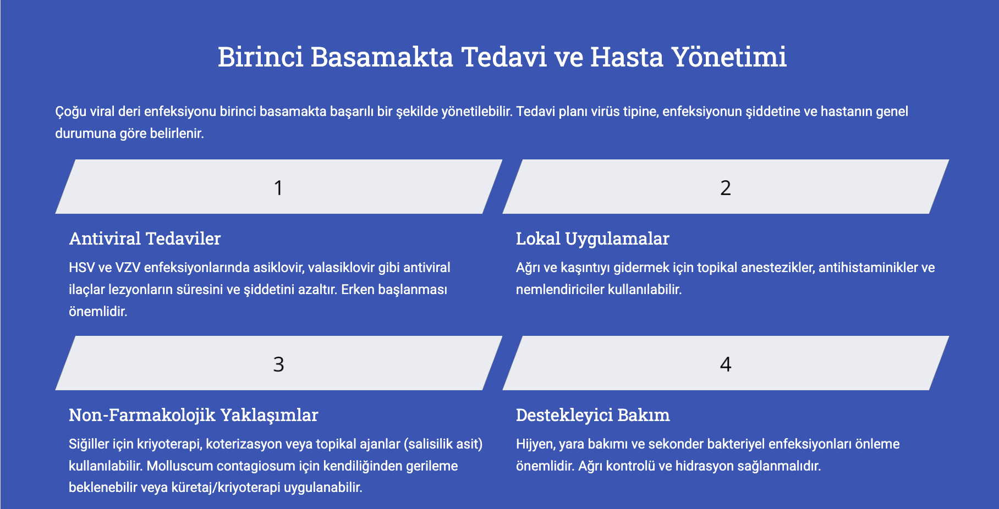 Birinci Basamakta Tedavi ve Hasta Yönetimi
Çoğu viral deri enfeksiyonu birinci basamakta başarılı bir şekilde yönetilebilir. Tedavi planı virüs tipine, enfeksiyonun şiddetine ve hastanın genel
durumuna göre belirlenir.
1
Antiviral Tedaviler
HSV ve VZV enfeksiyonlarında asiklovir, valasiklovir gibi antiviral
ilaçlar lezyonların süresini ve şiddetini azaltır. Erken başlanması
önemlidir.
2
Lokal Uygulamalar
Ağrı ve kaşıntıyı gidermek için topikal anestezikler, antihistaminikler ve
nemlendiriciler kullanılabilir.
3
Non-Farmakolojik Yaklaşımlar
Siğiller için kriyoterapi, koterizasyon veya topikal ajanlar (salisilik asit)
kullanılabilir. Molluscum contagiosum için kendiliğinden gerileme
beklenebilir veya küretaj/kriyoterapi uygulanabilir.
4
Destekleyici Bakım
Hijyen, yara bakımı ve sekonder bakteriyel enfeksiyonları önleme
önemlidir. Ağrı kontrolü ve hidrasyon sağlanmalıdır.